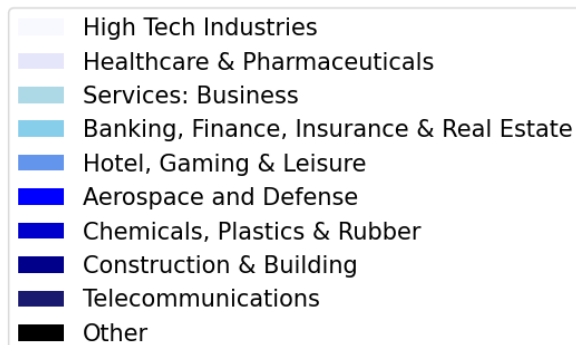 High Tech Industries
Healthcare & Pharmaceuticals
Services: Business
Banking, Finance, Insurance & Real Estate
Hotel, Gaming & Leisure
Aerospace and Defense
Chemicals, Plastics & Rubber
Construction & Building
Telecommunications
Other